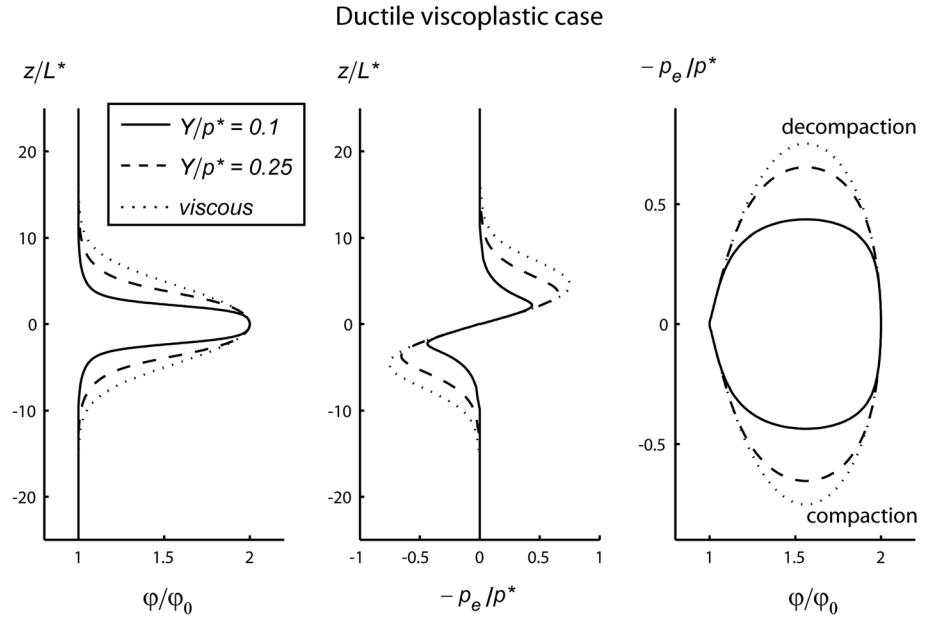 Ductile viscoplastic case
z/L*
20
10
0
-10
-20
1
1.5
2
φ/φ0
Y/p* = 0.1
Y/p* = 0.25
viscous
z/L*
20
10
0
-10
-20
-1
-0.5
0
0.5
1
− pe /p*
− pe /p*
decompaction
0.5
0
-0.5
compaction
1
1.5
2
φ/φ0